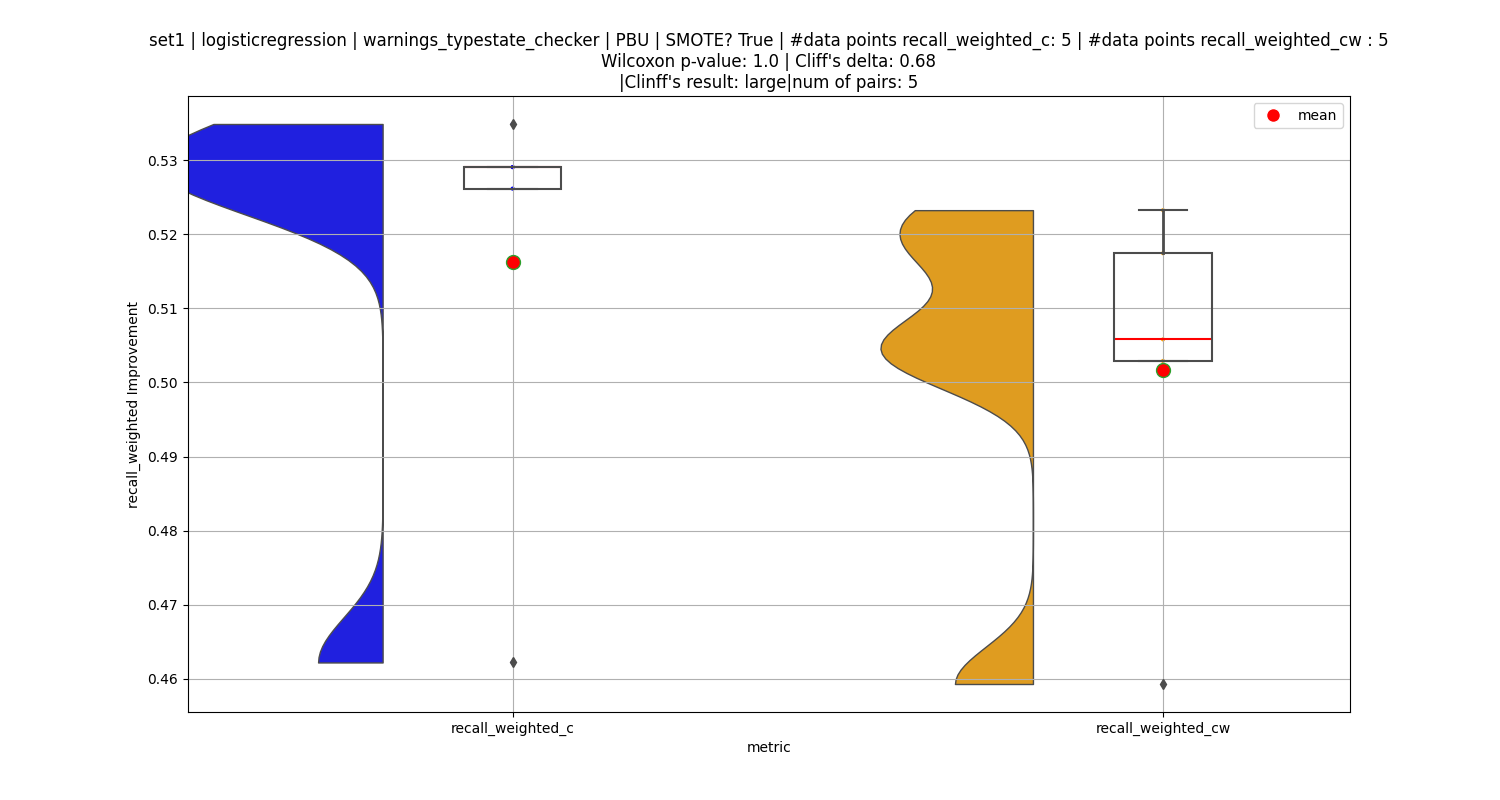 set1 | logisticregression | warnings_typestate_checker | PBU | SMOTE? True | #data points recall_weighted_c: 5 | #data points recall_weighted_cw : 5
Wilcoxon p-value: 1.0 | Cliff's delta: 0.68
|Clinff's result: large|num of pairs: 5
mean
0.53
0.52
0.51
0.50
0.49
0.48
0.47
0.46
recall_weighted Improvement
recall_weighted_c
recall_weighted_cw
metric